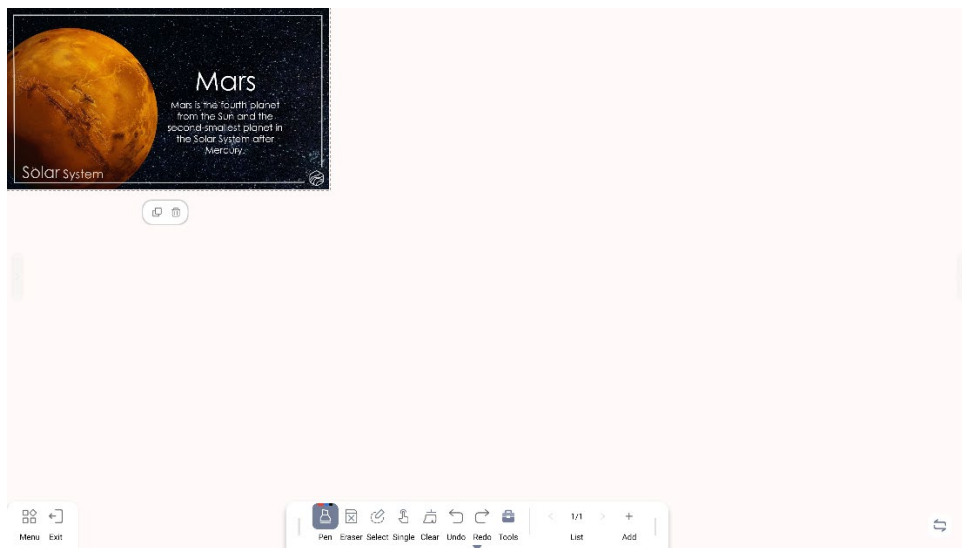 Mars
Mars is the fourth planet
from the Sun and the
second-smallest planet in
the Solar System after
Mercury.
Solar System
Menu Exit
Pen Eraser Select Single Clear Undo Redo Tools
1/1
List
Add